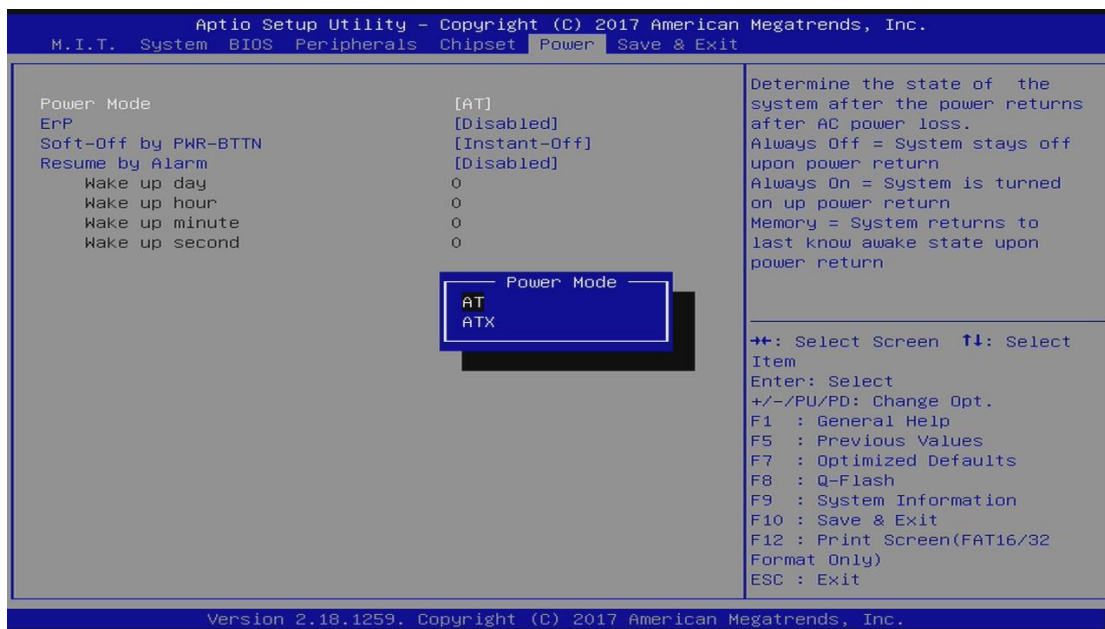 Aptio Setup Utility – Copyright (C) 2017 American Megatrends, Inc.
M.I.T. System BIOS Peripherals Chipset Power Save & Exit
Power Mode [AT]
ErP [Disabled]
Soft-Off by PWR-BTTN [Instant-Off]
Resume by Alarm [Disabled]
Wake up day 0
Wake up hour 0
Wake up minute 0
Wake up second 0
Power Mode
AT
ATX
Determine the state of the
system after the power returns
after AC power loss.
Always Off = System stays off
upon power return
Always On = System is turned
on up power return
Memory = System returns to
last know awake state upon
power return
→←: Select Screen ↑↓: Select
Item
Enter: Select
+/-/PU/PD: Change Opt.
F1 : General Help
F5 : Previous Values
F7 : Optimized Defaults
F8 : Q-Flash
F9 : System Information
F10 : Save & Exit
F12 : Print Screen(FAT16/32
Format Only)
ESC : Exit
Version 2.18.1259. Copyright (C) 2017 American Megatrends, Inc.